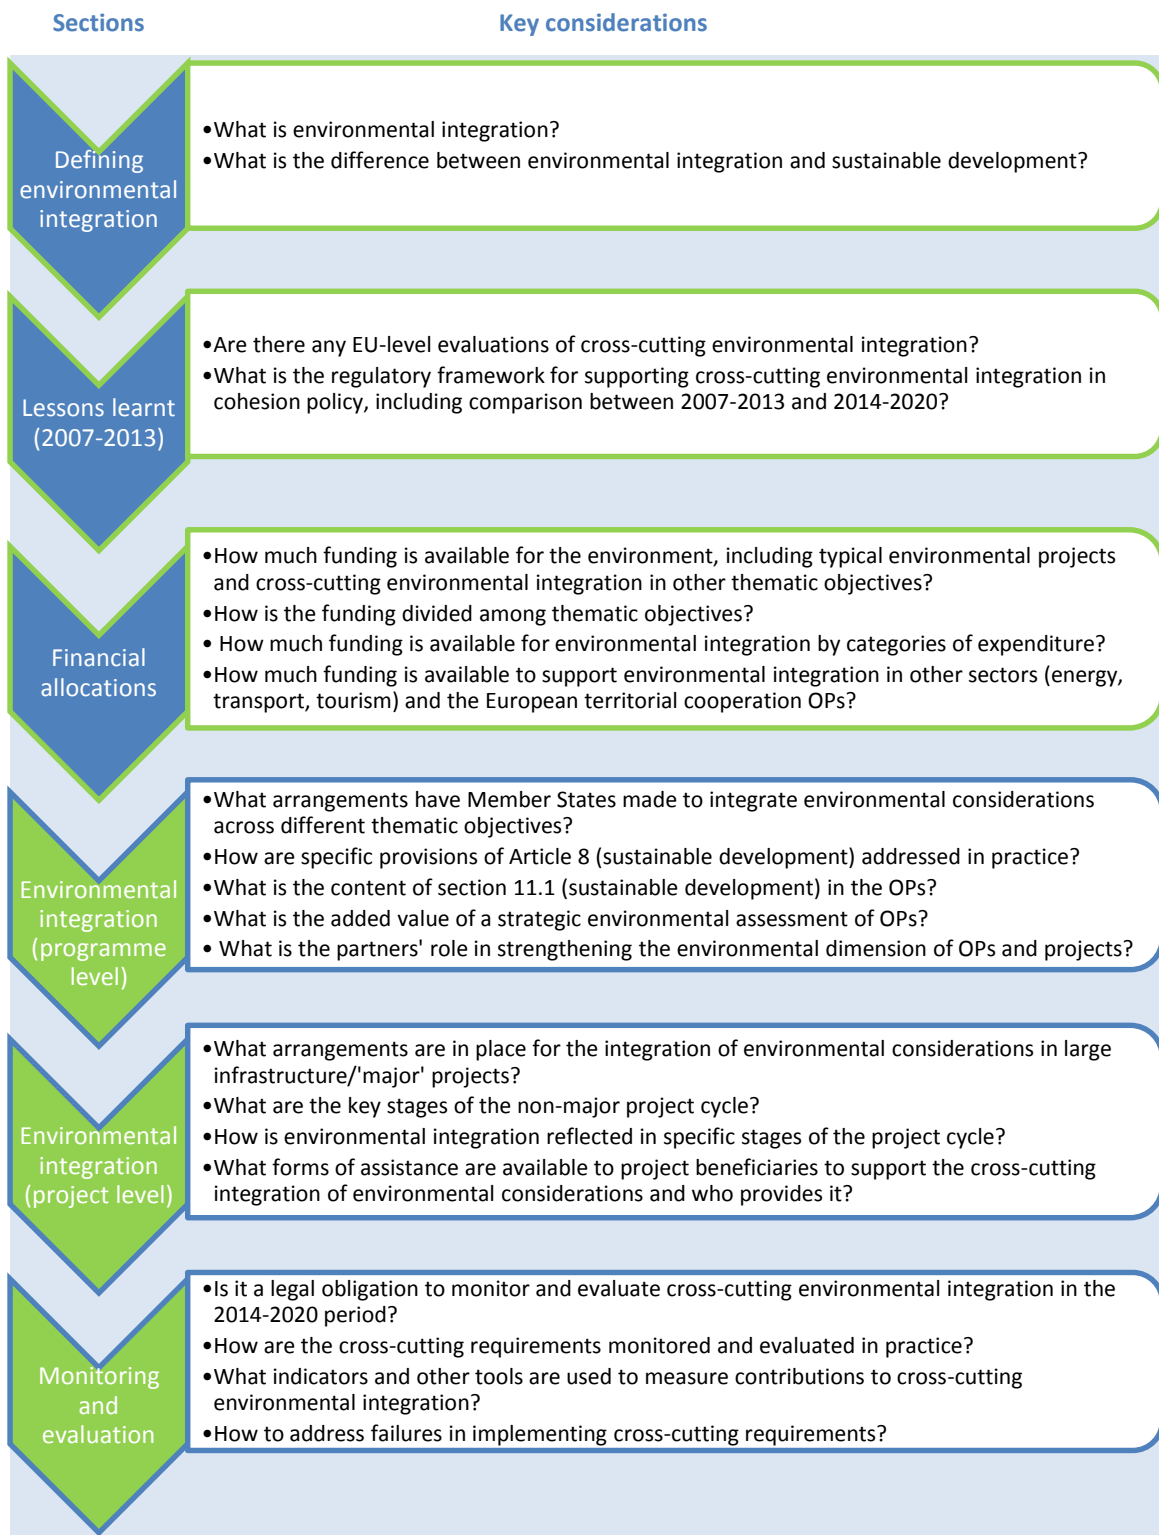 Sections
Key considerations
Defining
environmental
integration
•What is environmental integration?
•What is the difference between environmental integration and sustainable development?
Lessons learnt
(2007-2013)
•Are there any EU-level evaluations of cross-cutting environmental integration?
•What is the regulatory framework for supporting cross-cutting environmental integration in
cohesion policy, including comparison between 2007-2013 and 2014-2020?
Financial
allocations
•How much funding is available for the environment, including typical environmental projects
and cross-cutting environmental integration in other thematic objectives?
•How is the funding divided among thematic objectives?
• How much funding is available for environmental integration by categories of expenditure?
•How much funding is available to support environmental integration in other sectors (energy,
transport, tourism) and the European territorial cooperation OPs?
Environmental
integration
(programme
level)
•What arrangements have Member States made to integrate environmental considerations
across different thematic objectives?
•How are specific provisions of Article 8 (sustainable development) addressed in practice?
•What is the content of section 11.1 (sustainable development) in the OPs?
•What is the added value of a strategic environmental assessment of OPs?
• What is the partners' role in strengthening the environmental dimension of OPs and projects?
Environmental
integration
(project level)
•What arrangements are in place for the integration of environmental considerations in large
infrastructure/'major' projects?
•What are the key stages of the non-major project cycle?
•How is environmental integration reflected in specific stages of the project cycle?
•What forms of assistance are available to project beneficiaries to support the cross-cutting
integration of environmental considerations and who provides it?
Monitoring
and
evaluation
•Is it a legal obligation to monitor and evaluate cross-cutting environmental integration in the
2014-2020 period?
•How are the cross-cutting requirements monitored and evaluated in practice?
•What indicators and other tools are used to measure contributions to cross-cutting
environmental integration?
•How to address failures in implementing cross-cutting requirements?